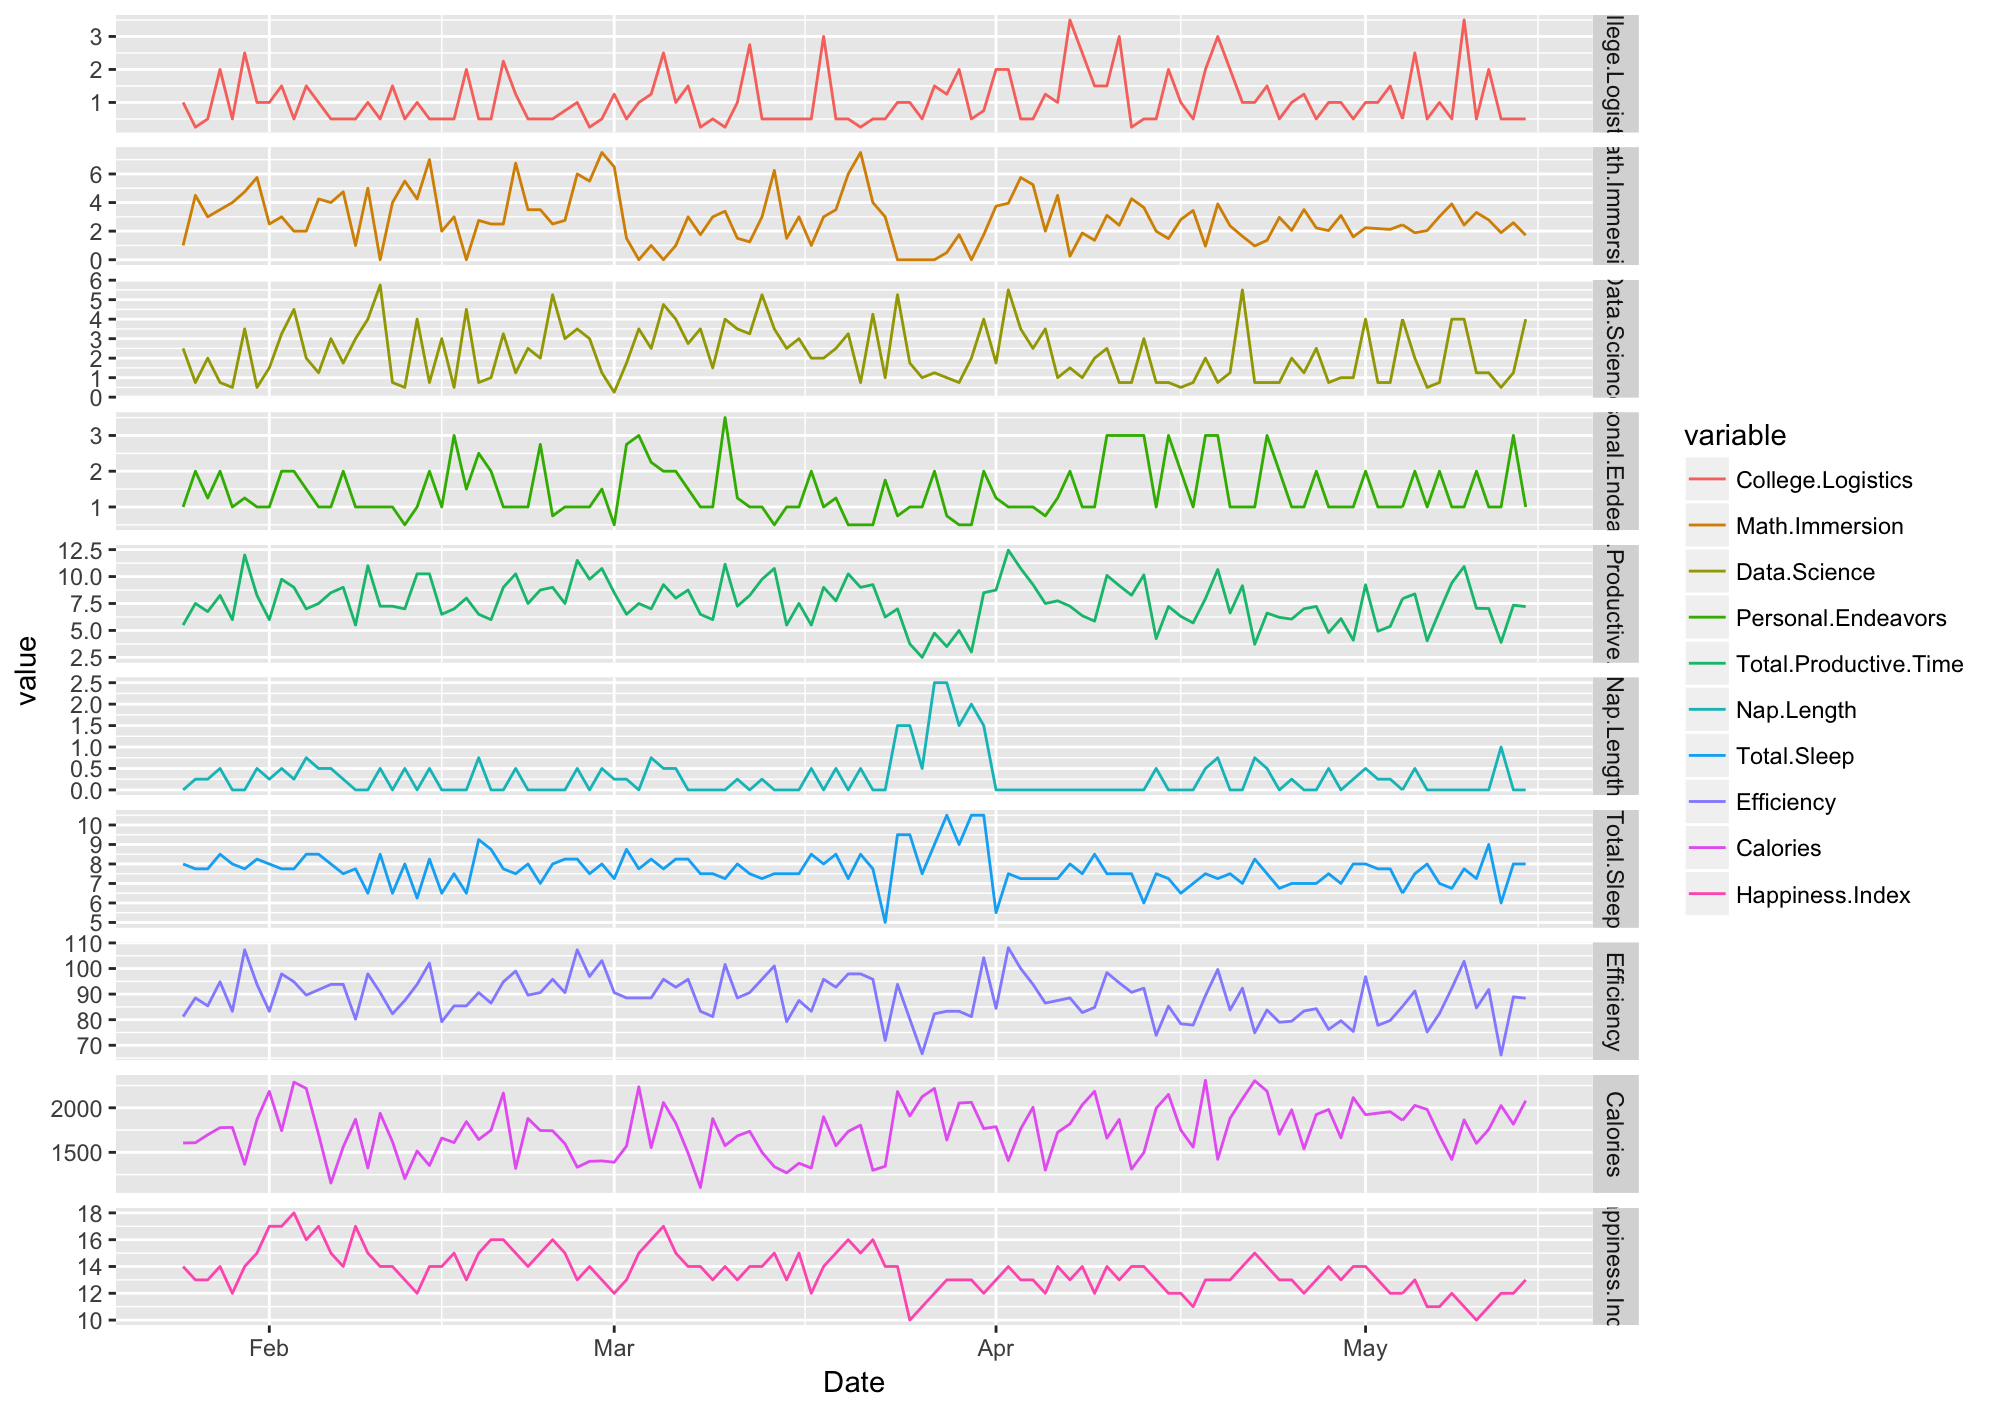 3
2
1
llege.Logist
6
4
2
0
ath.Immersi
6
5
4
3
2
1
0
Data.Scienc
3
2
1
onal.Endea
12.5
10.0
7.5
5.0
2.5
.Productive.
2.5
2.0
1.5
1.0
0.5
0.0
Nap.Length
10
9
8
7
6
5
Total.Sleep
110
100
90
80
70
Efficiency
2000
1500
Calories
18
16
14
12
10
ppiness.Ind
Feb Mar Apr May
Date
value
variable
College.Logistics
Math.Immersion
Data.Science
Personal.Endeavors
Total.Productive.Time
Nap.Length
Total.Sleep
Efficiency
Calories
Happiness.Index